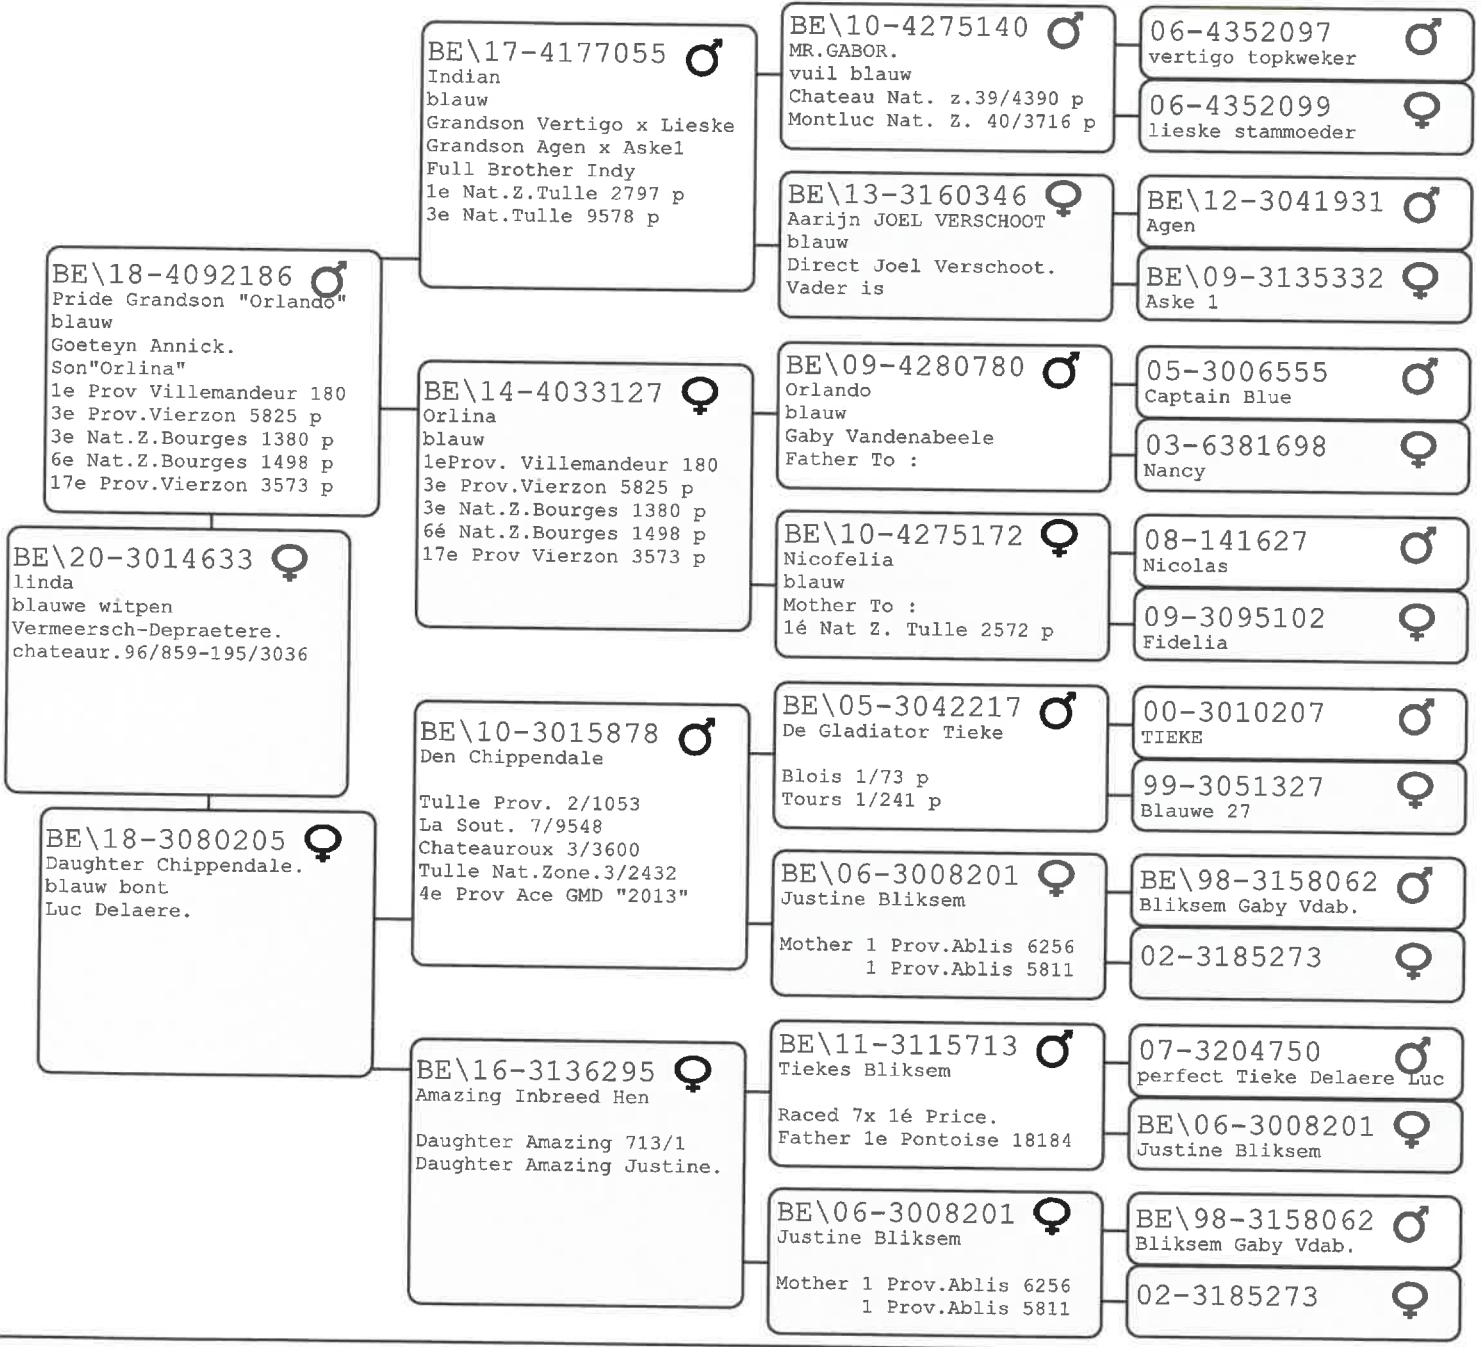 BE\20-3014633 ♀
linda
blauwe witpen
Vermeersch-Depraetere.
chateaur.96/859-195/3036
BE\18-4092186 ♂
Pride Grandson "Orlando"
blauw
Goeteyn Annick.
Son"Orlina"
1e Prov Villemandeur 180
3e Prov.Vierzon 5825 p
3e Nat.Z.Bourges 1380 p
6e Nat.Z.Bourges 1498 p
17e Prov.Vierzon 3573 p
BE\18-3080205 ♀
Daughter Chippendale.
blauw bont
Luc Delaere.
BE\17-4177055 ♂
Indian
blauw
Grandson Vertigo x Lieske
Grandson Agen x Aske1
Full Brother Indy
1e Nat.Z.Tulle 2797 p
3e Nat.Tulle 9578 p
BE\14-4033127 ♀
Orlina
blauw
1eProv. Villemandeur 180
3e Prov.Vierzon 5825 p
3e Nat.Z.Bourges 1380 p
6é Nat.Z.Bourges 1498 p
17e Prov Vierzon 3573 p
BE\10-3015878 ♂
Den Chippendale
Tulle Prov. 2/1053
La Sout. 7/9548
Chateauroux 3/3600
Tulle Nat.Zone.3/2432
4e Prov Ace GMD "2013"
BE\16-3136295 ♀
Amazing Inbreed Hen
Daughter Amazing 713/1
Daughter Amazing Justine.
BE\10-4275140 ♂
MR.GABOR.
vuil blauw
Chateau Nat. z.39/4390 p
Montluc Nat. Z. 40/3716 p
BE\13-3160346 ♀
Aarijn JOEL VERSCHOOT
blauw
Direct Joel Verschoot.
Vader is
BE\09-4280780 ♂
Orlando
blauw
Gaby Vandenabeele
Father To :
BE\10-4275172 ♀
Nicofelia
blauw
Mother To :
1é Nat Z. Tulle 2572 p
BE\05-3042217 ♂
De Gladiator Tieke
Blois 1/73 p
Tours 1/241 p
BE\06-3008201 ♀
Justine Bliksem
Mother 1 Prov.Ablis 6256
1 Prov.Ablis 5811
BE\11-3115713 ♂
Tiekes Bliksem
Raced 7x 1é Price.
Father 1e Pontoise 18184
BE\06-3008201 ♀
Justine Bliksem
Mother 1 Prov.Ablis 6256
1 Prov.Ablis 5811
06-4352097 ♂
vertigo topkweker
06-4352099 ♀
lieske stammoeder
BE\12-3041931 ♂
Agen
BE\09-3135332 ♀
Aske 1
05-3006555 ♂
Captain Blue
03-6381698 ♀
Nancy
08-141627 ♂
Nicolas
09-3095102 ♀
Fidelia
00-3010207 ♂
TIEKE
99-3051327 ♀
Blauwe 27
BE\98-3158062 ♂
Bliksem Gaby Vdab.
02-3185273 ♀
07-3204750 ♂
perfect Tieke Delaere Luc
BE\06-3008201 ♀
Justine Bliksem
BE\98-3158062 ♂
Bliksem Gaby Vdab.
02-3185273 ♀